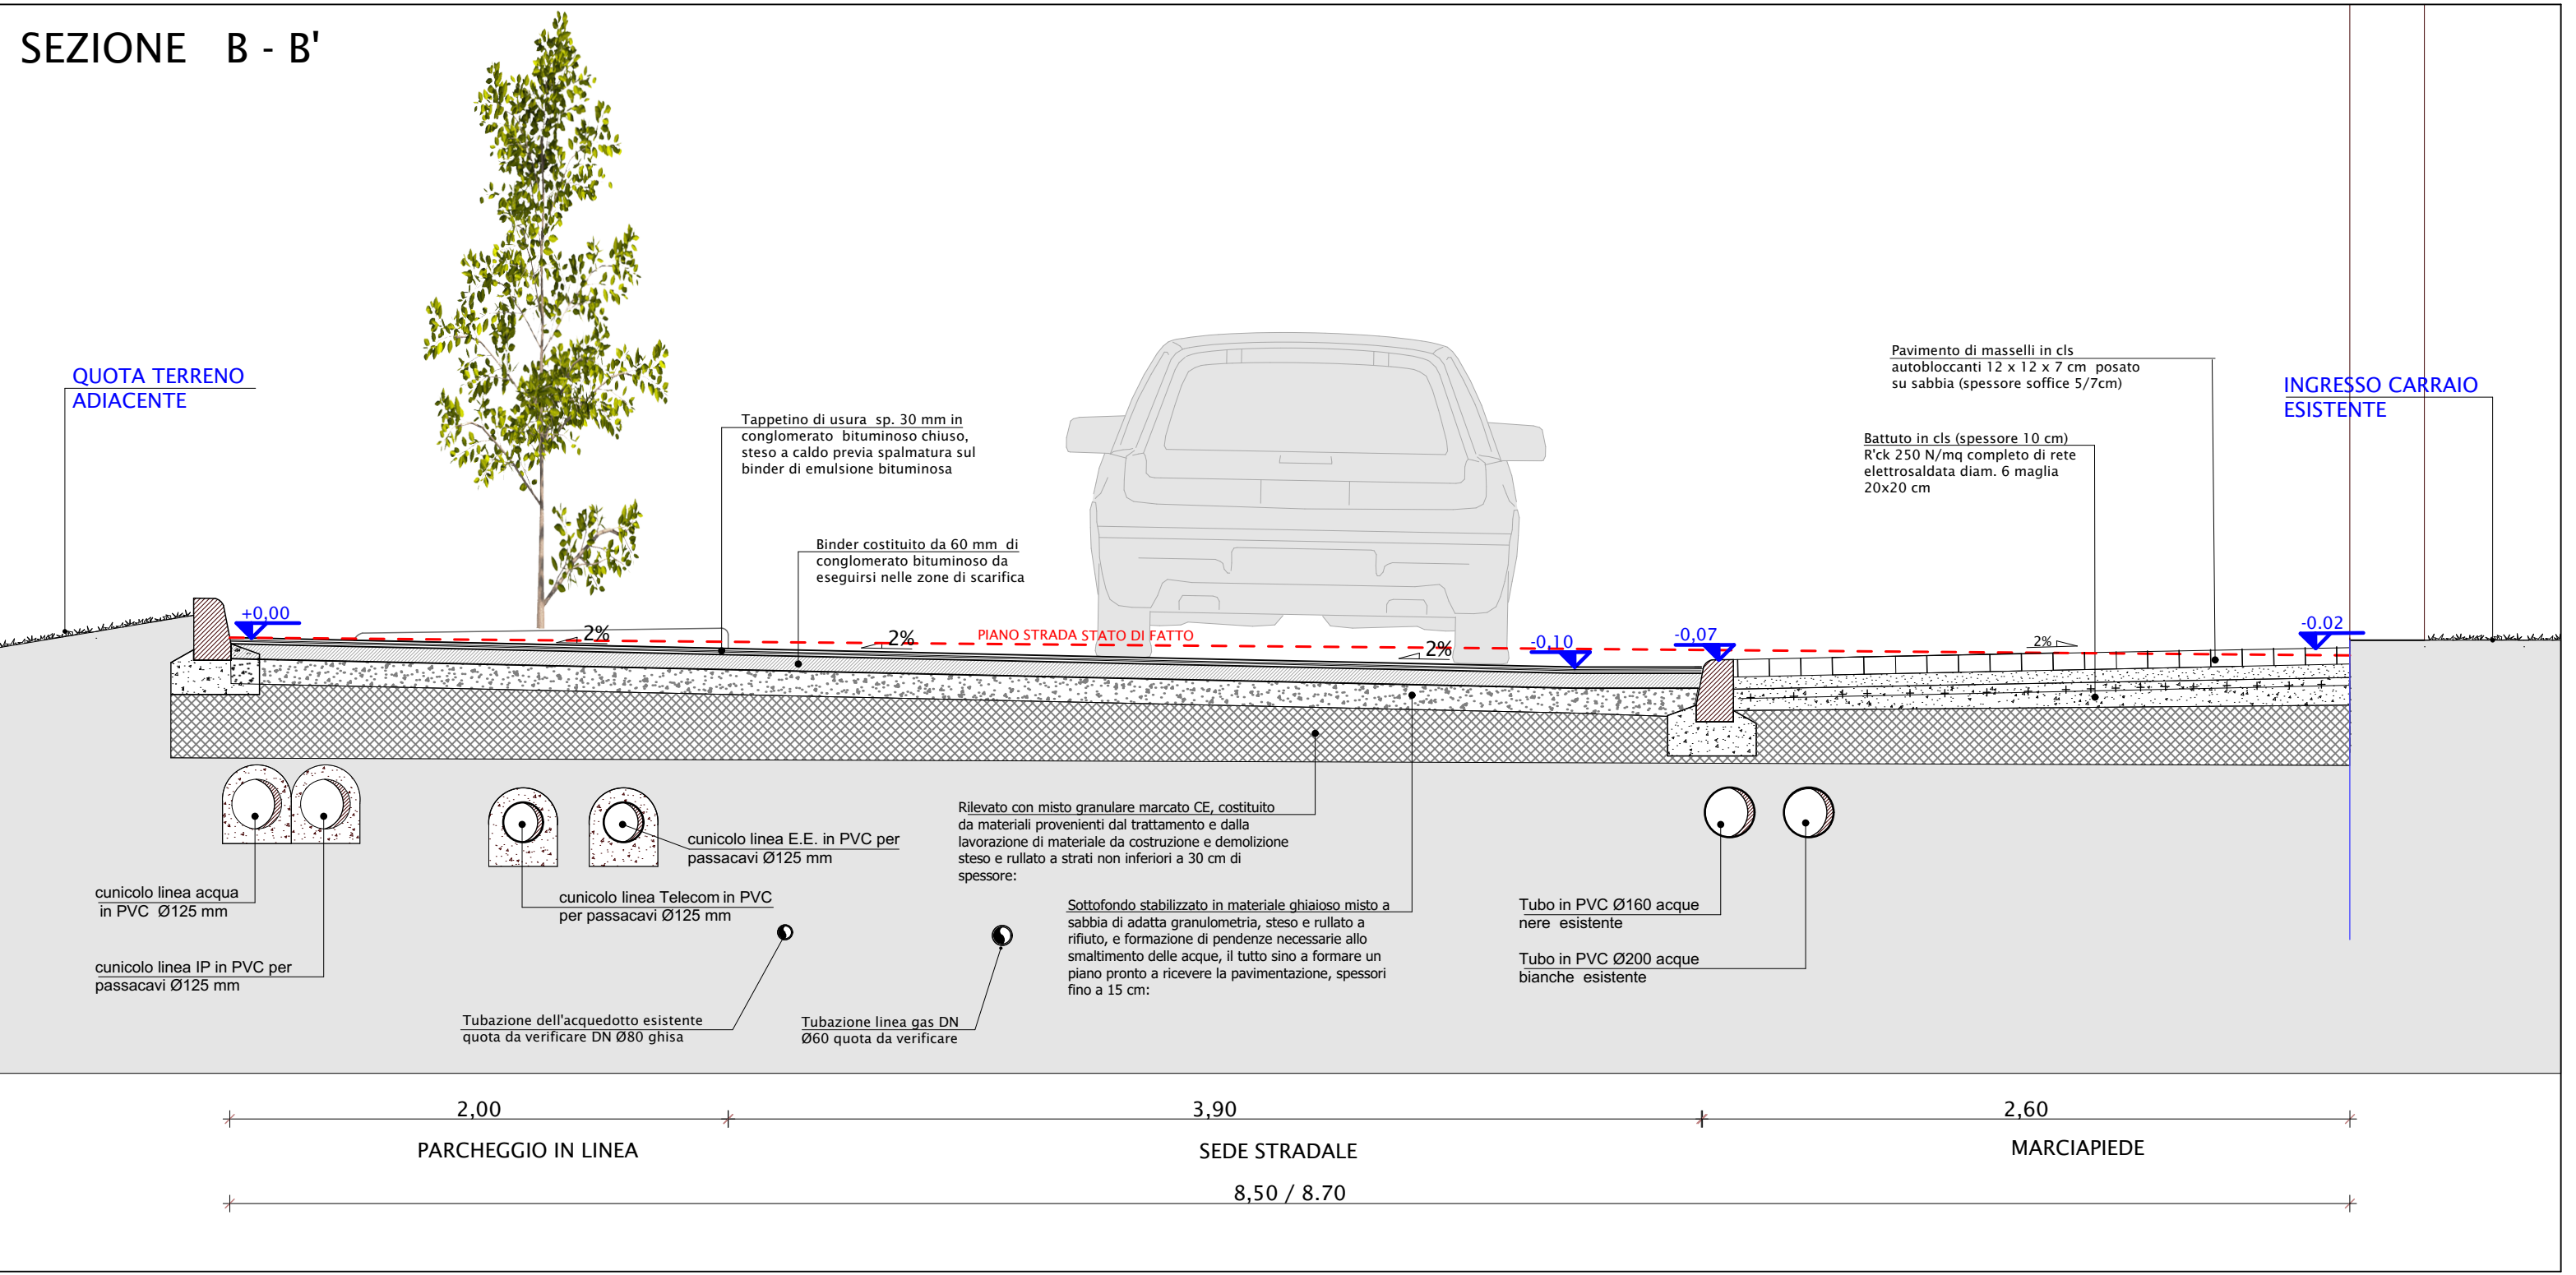 SEZIONE B - B'
QUOTA TERRENO
ADIACENTE
Tappetino di usura sp. 30 mm in
conglomerato bituminoso chiuso,
steso a caldo previa spalmatura sul
binder di emulsione bituminosa
Binder costituito da 60 mm di
conglomerato bituminoso da
eseguirsi nelle zone di scarifica
Pavimento di masselli in cls
autobloccanti 12 x 12 x 7 cm posato
su sabbia (spessore soffice 5/7cm)
Battuto in cls (spessore 10 cm)
R'ck 250 N/mq completo di rete
elettrosaldata diam. 6 maglia
20x20 cm
INGRESSO CARRAIO
ESISTENTE
+0,00
2%
2%
PIANO STRADA STATO DI FATTO
2%
-0,10
-0,07
2%
-0.02
cunicolo linea acqua
in PVC Ø125 mm
cunicolo linea IP in PVC per
passacavi Ø125 mm
cunicolo linea E.E. in PVC per
passacavi Ø125 mm
cunicolo linea Telecom in PVC
per passacavi Ø125 mm
Tubazione dell'acquedotto esistente
quota da verificare DN Ø80 ghisa
Tubazione linea gas DN
Ø60 quota da verificare
Rilevato con misto granulare marcato CE, costituito
da materiali provenienti dal trattamento e dalla
lavorazione di materiale da costruzione e demolizione
steso e rullato a strati non inferiori a 30 cm di
spessore:
Sottofondo stabilizzato in materiale ghiaioso misto a
sabbia di adatta granulometria, steso e rullato a
rifiuto, e formazione di pendenze necessarie allo
smaltimento delle acque, il tutto sino a formare un
piano pronto a ricevere la pavimentazione, spessori
fino a 15 cm:
Tubo in PVC Ø160 acque
nere esistente
Tubo in PVC Ø200 acque
bianche esistente
2,00
3,90
2,60
PARCHEGGIO IN LINEA
SEDE STRADALE
MARCIAPIEDE
8,50 / 8.70